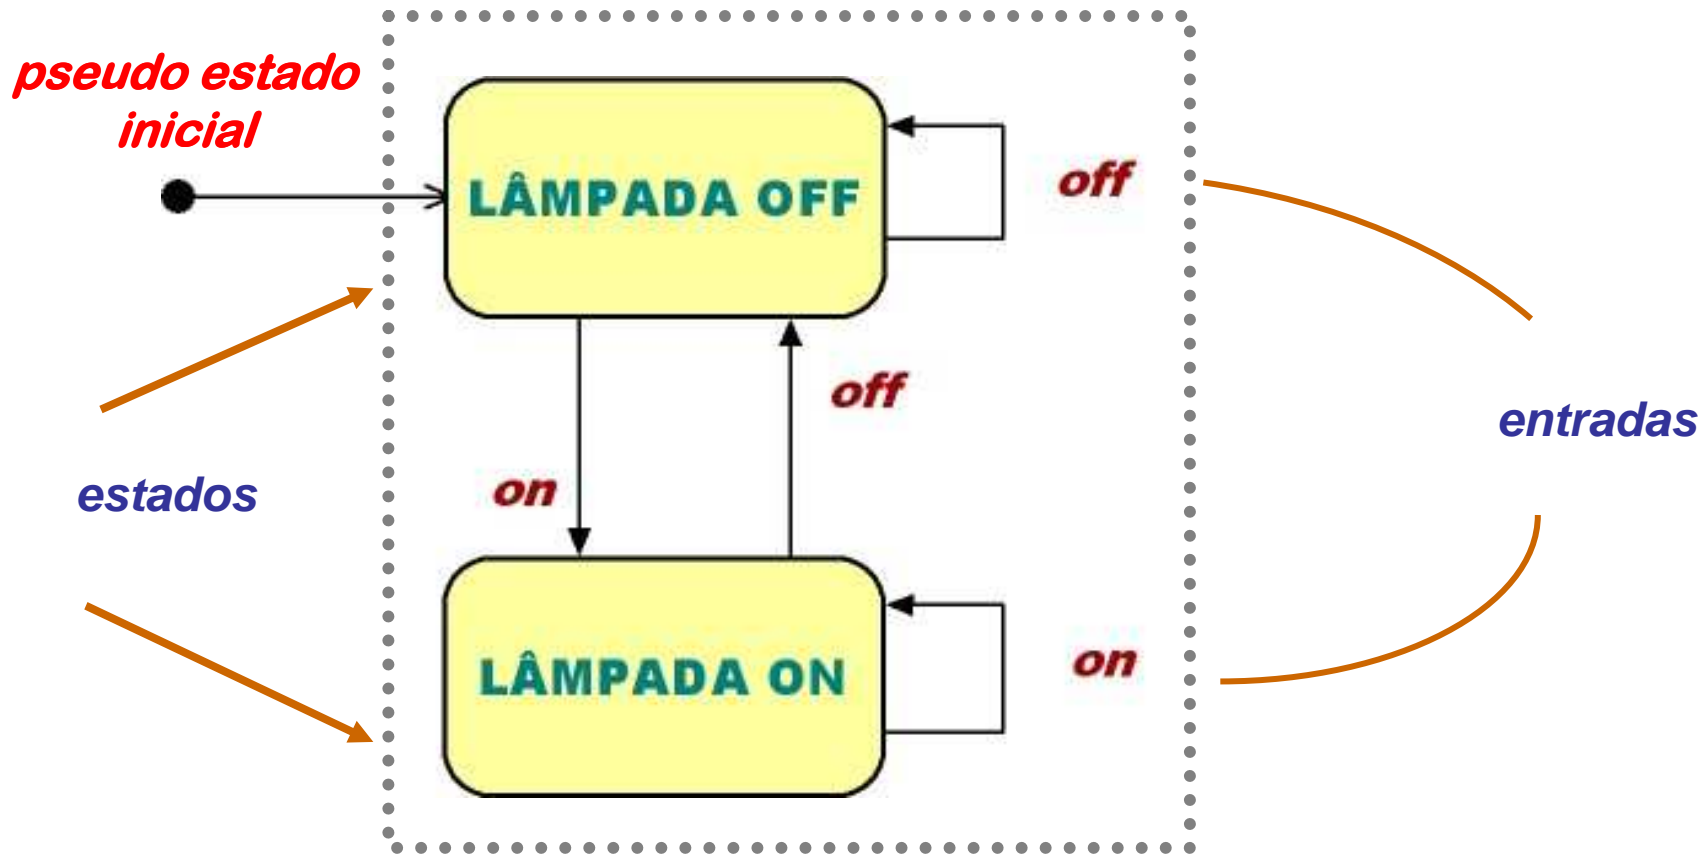 pseudo estado
inicial
LÂMPADA OFF
off
off
entradas
on
estados
LÂMPADA ON
on